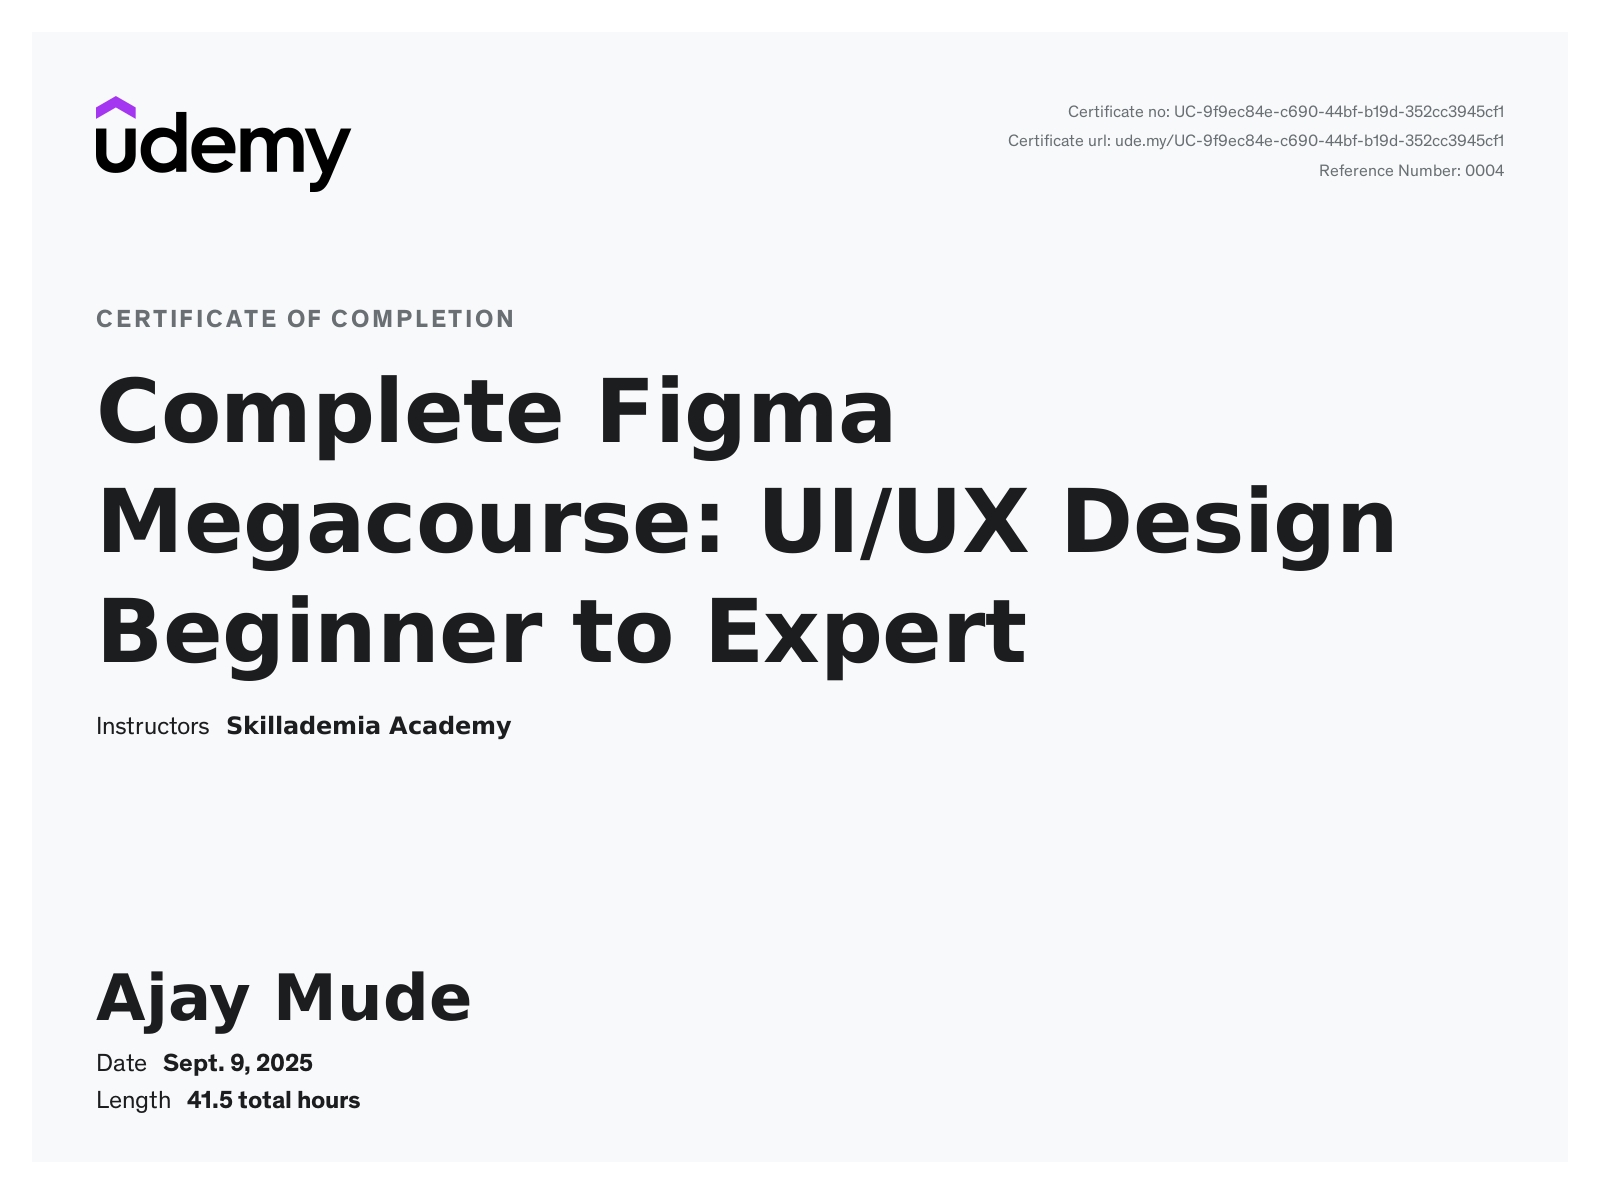 udemy
Certificate no: UC-9f9ec84e-c690-44bf-b19d-352cc3945cf1
Certificate url: ude.my/UC-9f9ec84e-c690-44bf-b19d-352cc3945cf1
Reference Number: 0004
CERTIFICATE OF COMPLETION
Complete Figma
Megacourse: UI/UX Design
Beginner to Expert
Instructors Skillademia Academy
Ajay Mude
Date Sept. 9, 2025
Length 41.5 total hours